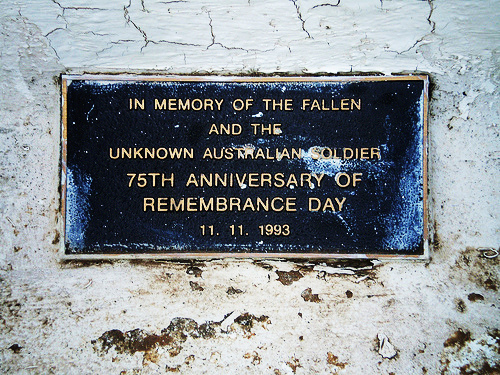 IN MEMORY OF THE FALLEN
AND THE
UNKNOWN AUSTRALIAN SOLDIER
75TH ANNIVERSARY OF
REMEMBRANCE DAY
11. 11. 1993